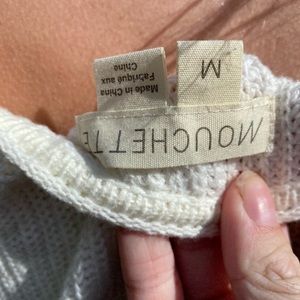 MOUCHETTE
M
Made in China
Fabriqué aux
Chine